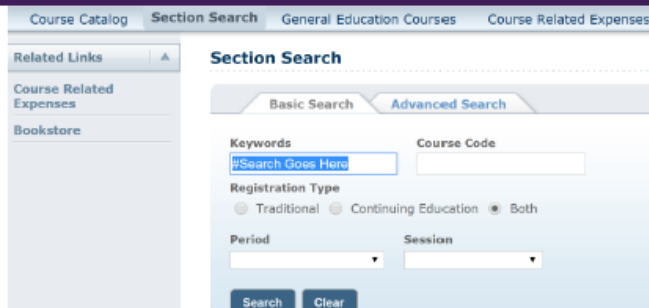 Course Catalog Section Search General Education Courses Course Related Expenses
Related Links
Section Search
Course Related
Expenses
Bookstore
Basic Search Advanced Search
Keywords Course Code
#Search Goes Here
Registration Type
Traditional Continuing Education Both
Period Session
Search Clear